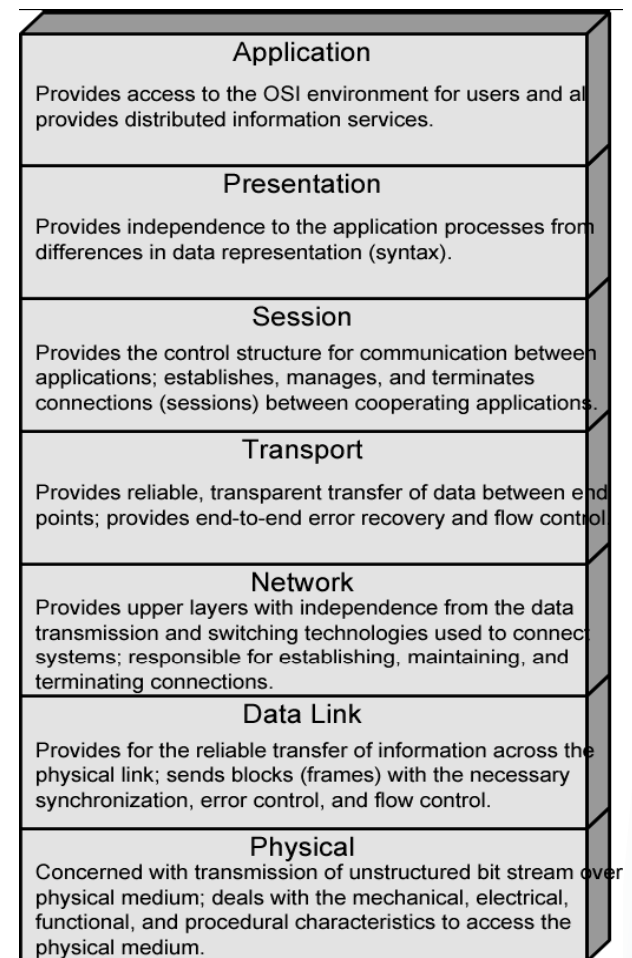 Application
Provides access to the OSI environment for users and al
provides distributed information services.
Presentation
Provides independence to the application processes from
differences in data representation (syntax).
Session
Provides the control structure for communication between
applications; establishes, manages, and terminates
connections (sessions) between cooperating applications.
Transport
Provides reliable, transparent transfer of data between end
points; provides end-to-end error recovery and flow control
Network
Provides upper layers with independence from the data
transmission and switching technologies used to connect
systems; responsible for establishing, maintaining, and
terminating connections.
Data Link
Provides for the reliable transfer of information across the
physical link; sends blocks (frames) with the necessary
synchronization, error control, and flow control.
Physical
Concerned with transmission of unstructured bit stream over
physical medium; deals with the mechanical, electrical,
functional, and procedural characteristics to access the
physical medium.